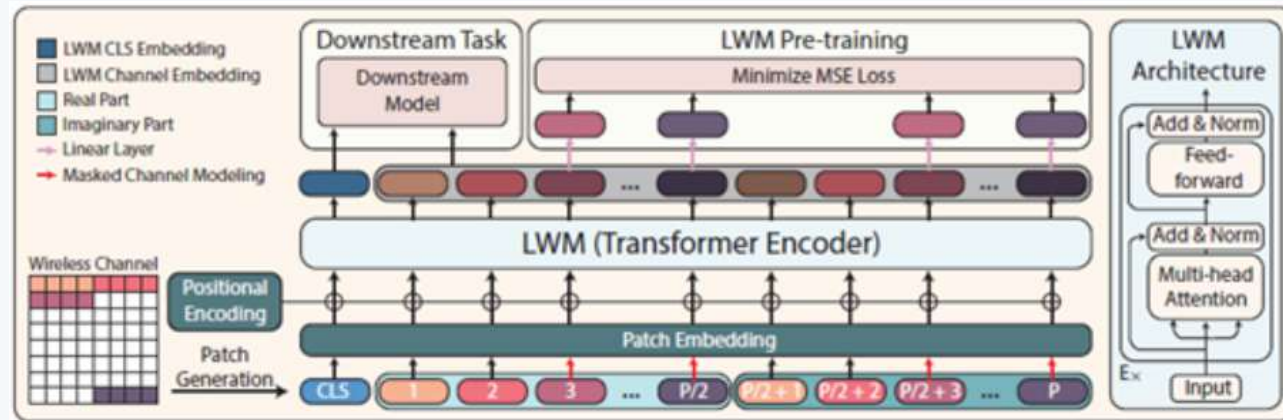 LWM CLS Embedding
LWM Channel Embedding
Real Part
Imaginary Part
Linear Layer
Masked Channel Modeling
Downstream Task
Downstream
Model
LWM Pre-training
Minimize MSE Loss
...
...
LWM (Transformer Encoder)
Wireless Channel
Positional
Encoding
Patch Embedding
Patch
Generation
CLS 1 2 3 ... P/2 P/2+1 P/2+2 P/2+3 ... P
LWM
Architecture
Add & Norm
Feed-
forward
Add & Norm
Multi-head
Attention
E×
Input